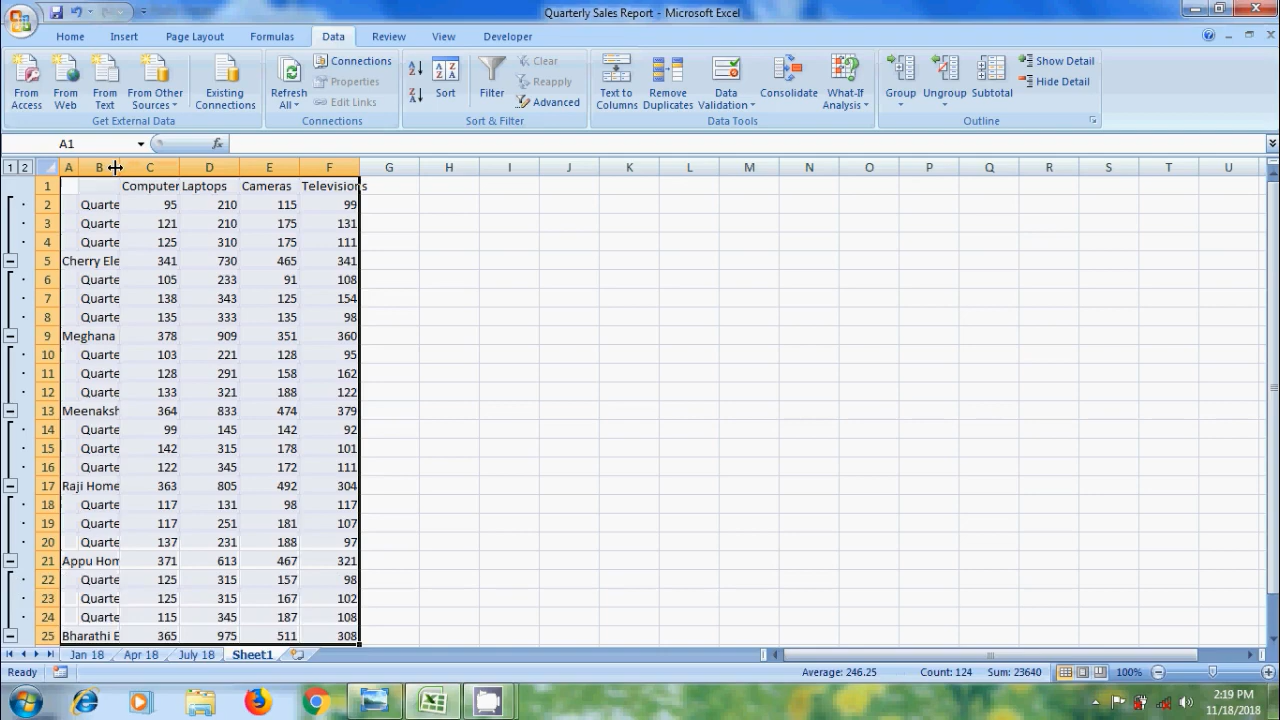 Quarterly Sales Report - Microsoft Excel
Home Insert Page Layout Formulas Data Review View Developer
From Access From Web From Text From Other Sources Existing Connections
Get External Data
Refresh All Connections Properties Edit Links
Connections
Sort Filter Clear Reapply Advanced
Sort & Filter
Text to Columns Remove Duplicates Data Validation Consolidate What-If Analysis
Data Tools
Group Ungroup Subtotal Show Detail Hide Detail
Outline
A1 fx
1 2 A B C D E F G H I J K L M N O P Q R S T U
1 Computer Laptops Cameras Televisions
2 Quarte 95 210 115 99
3 Quarte 121 210 175 131
4 Quarte 125 310 175 111
5 Cherry Ele 341 730 465 341
6 Quarte 105 233 91 108
7 Quarte 138 343 125 154
8 Quarte 135 333 135 98
9 Meghana 378 909 351 360
10 Quarte 103 221 128 95
11 Quarte 128 291 158 162
12 Quarte 133 321 188 122
13 Meenaksh 364 833 474 379
14 Quarte 99 145 142 92
15 Quarte 142 315 178 101
16 Quarte 122 345 172 111
17 Raji Home 363 805 492 304
18 Quarte 117 131 98 117
19 Quarte 117 251 181 107
20 Quarte 137 231 188 97
21 Appu Hom 371 613 467 321
22 Quarte 125 315 157 98
23 Quarte 125 315 167 102
24 Quarte 115 345 187 108
25 Bharathi E 365 975 511 308
Jan 18 Apr 18 July 18 Sheet1
Ready Average: 246.25 Count: 124 Sum: 23640 100%
2:19 PM
11/18/2018